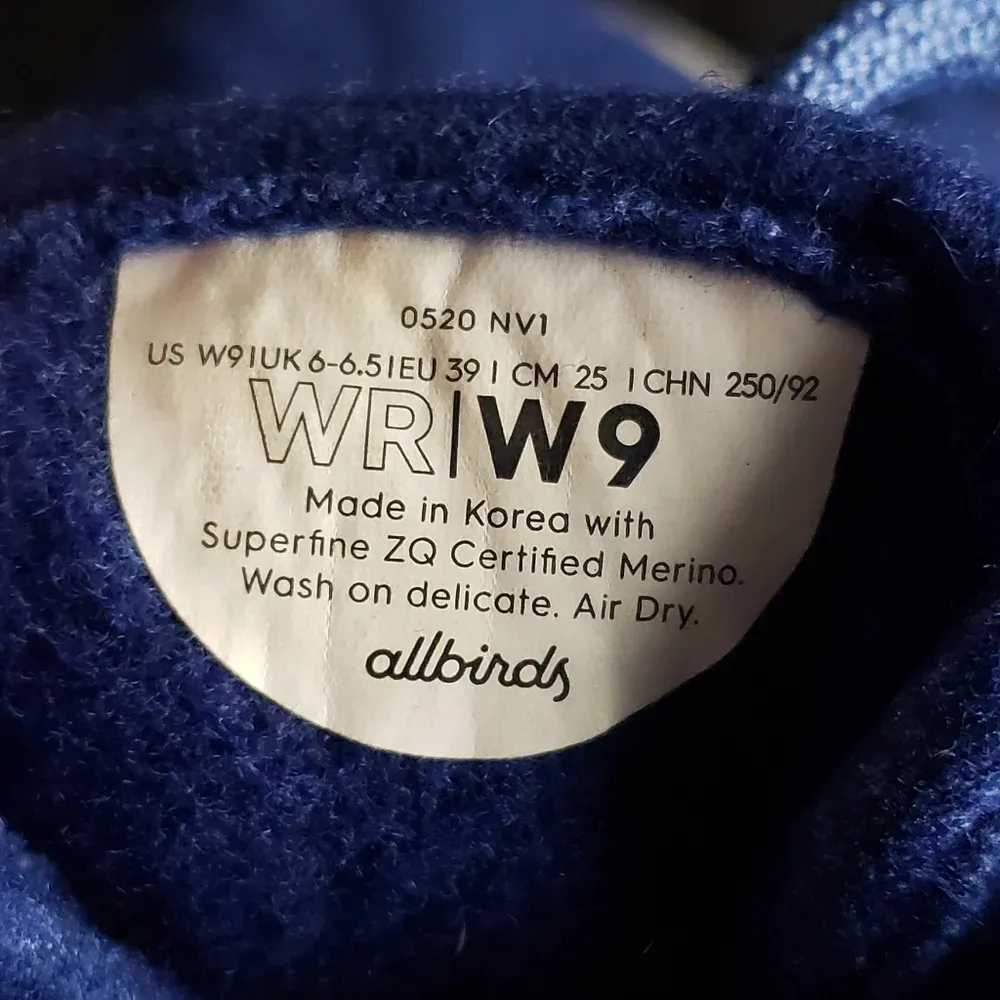 0520 NV1
US W9 | UK 6-6.5 | EU 39 | CM 25 | CHN 250/92
WR | W9
Made in Korea with
Superfine ZQ Certified Merino.
Wash on delicate. Air Dry.
allbirds